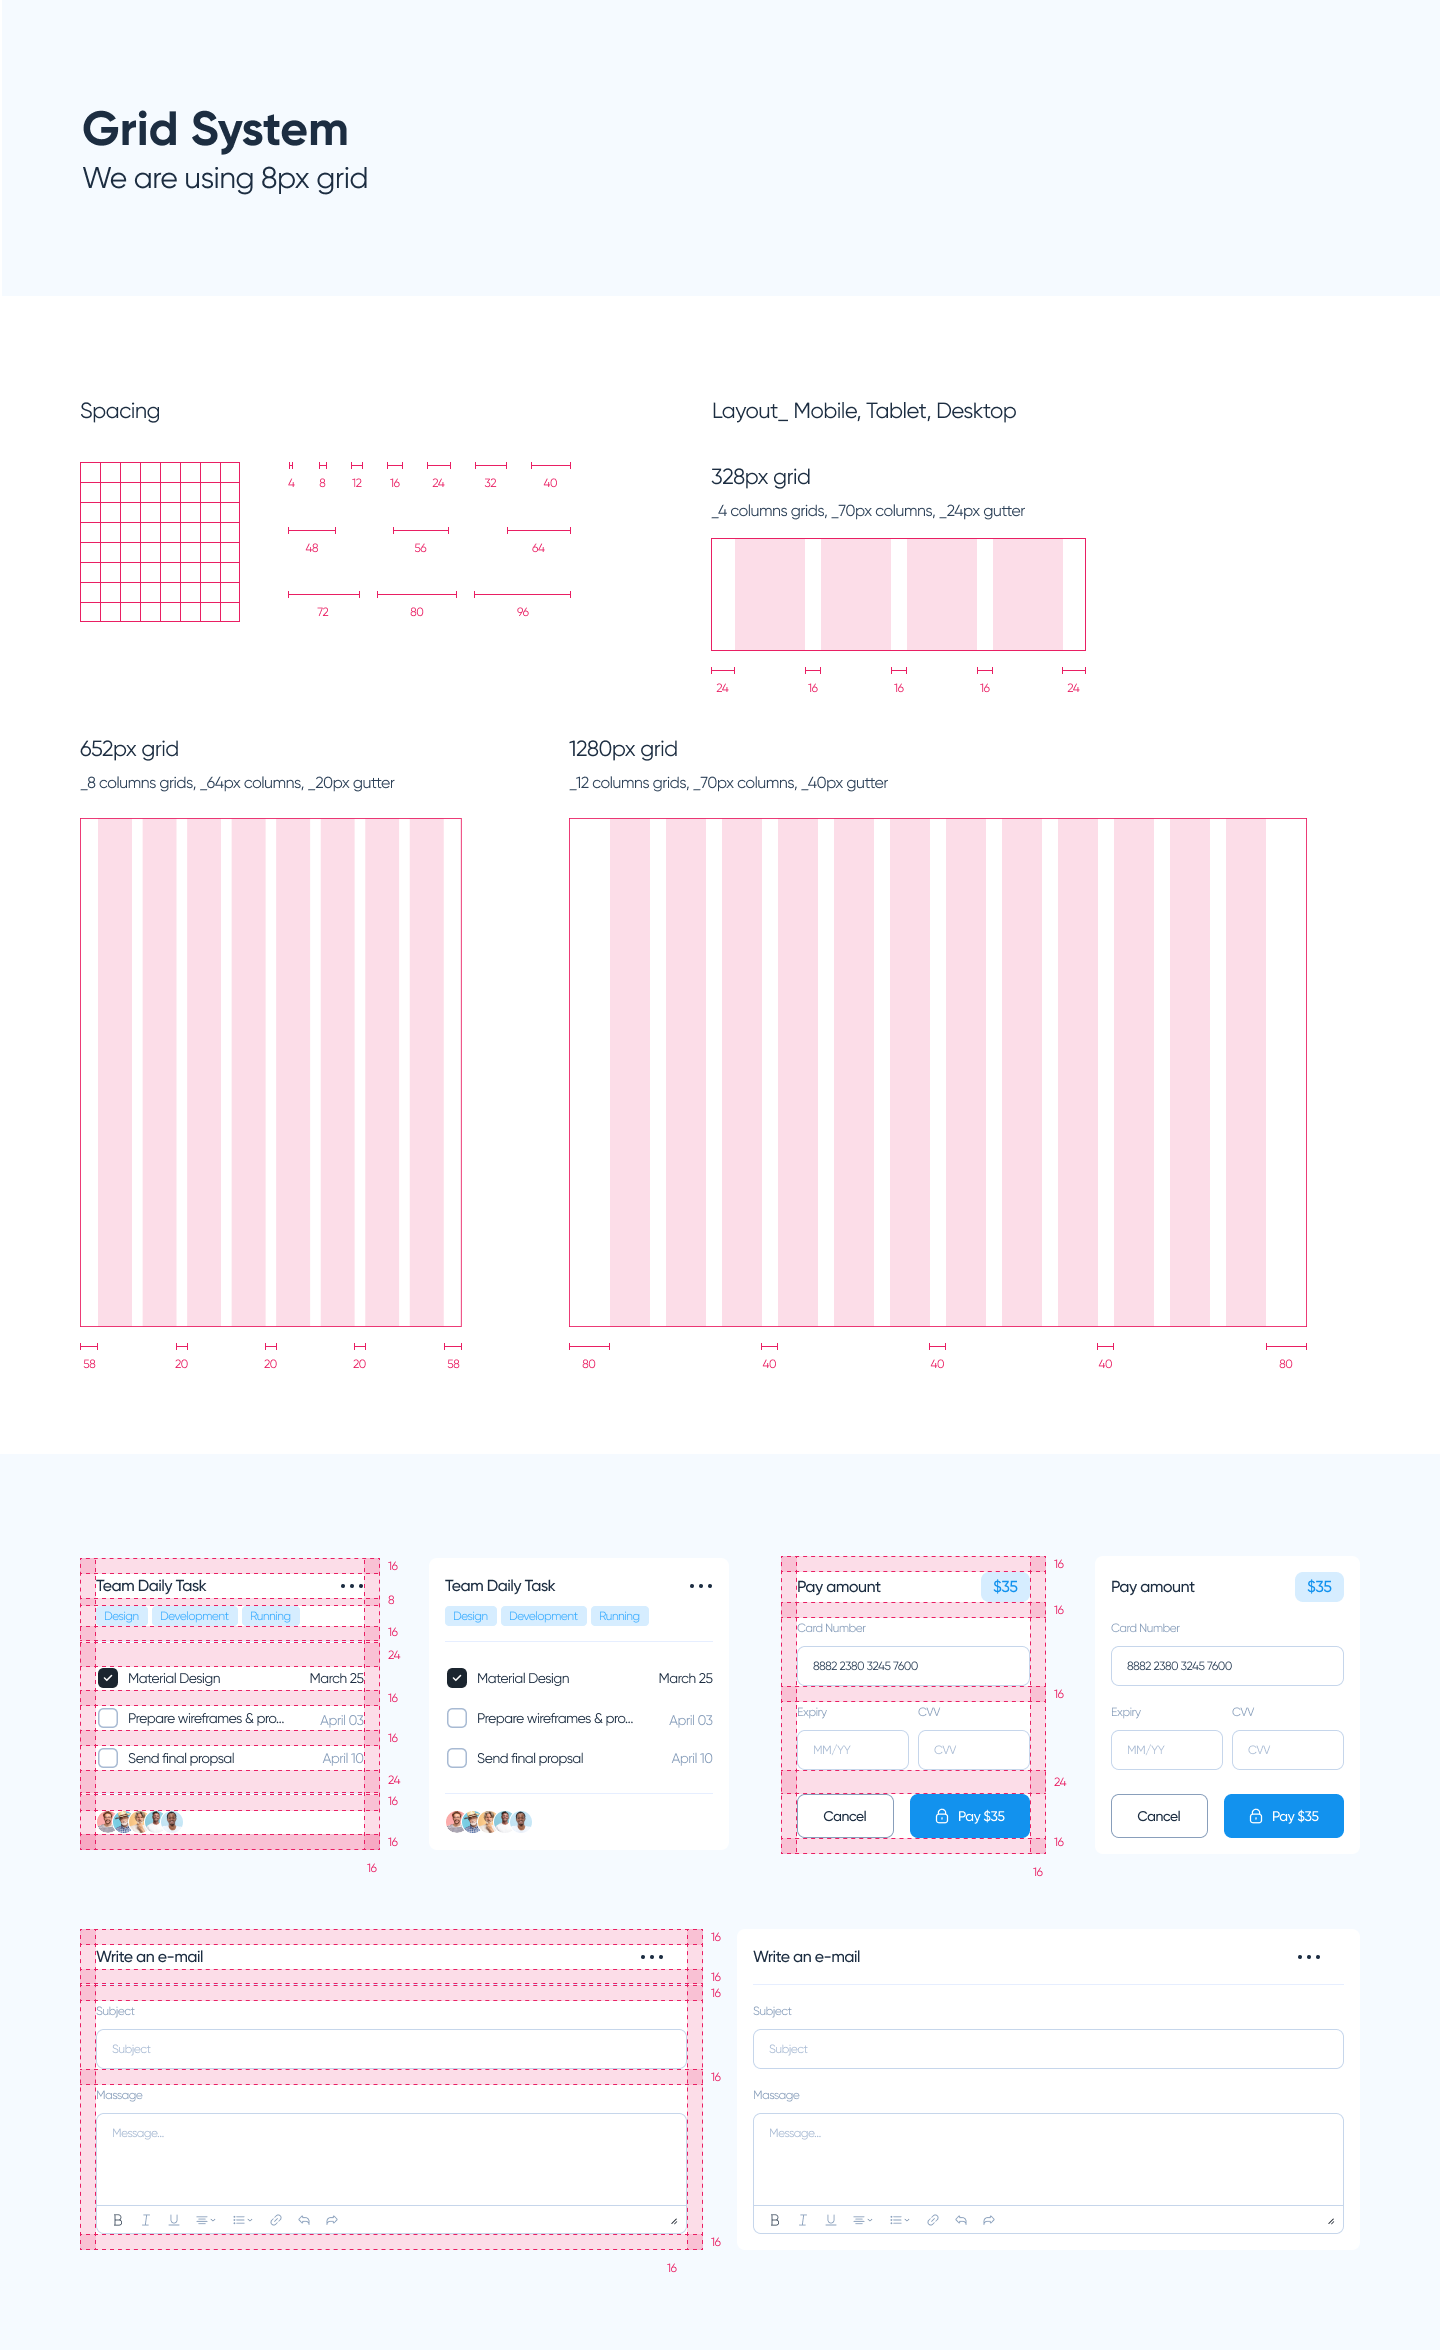 Grid System
We are using 8px grid
Spacing
4 8 12 16 24 32 40
48 56 64
72 80 96
Layout_ Mobile, Tablet, Desktop
328px grid
_4 columns grids, _70px columns, _24px gutter
24 16 16 16 24
652px grid
_8 columns grids, _64px columns, _20px gutter
58 20 20 20 58
1280px grid
_12 columns grids, _70px columns, _40px gutter
80 40 40 40 80
16
Team Daily Task
8
Design Development Running
16
24
Material Design March 25
16
Prepare wireframes & pro... April 03
16
Send final propsal April 10
24
16
16
16
Team Daily Task
Design Development Running
Material Design March 25
Prepare wireframes & pro... April 03
Send final propsal April 10
16
Pay amount $35
16
Card Number
8882 2380 3245 7600
16
Expiry CVV
MM/YY CVV
24
Cancel Pay $35
16
16
Pay amount $35
Card Number
8882 2380 3245 7600
Expiry CVV
MM/YY CVV
Cancel Pay $35
16
Write an e-mail
16
16
Subject
Subject
16
Massage
Message...
B I U
16
16
Write an e-mail
Subject
Subject
Massage
Message...
B I U